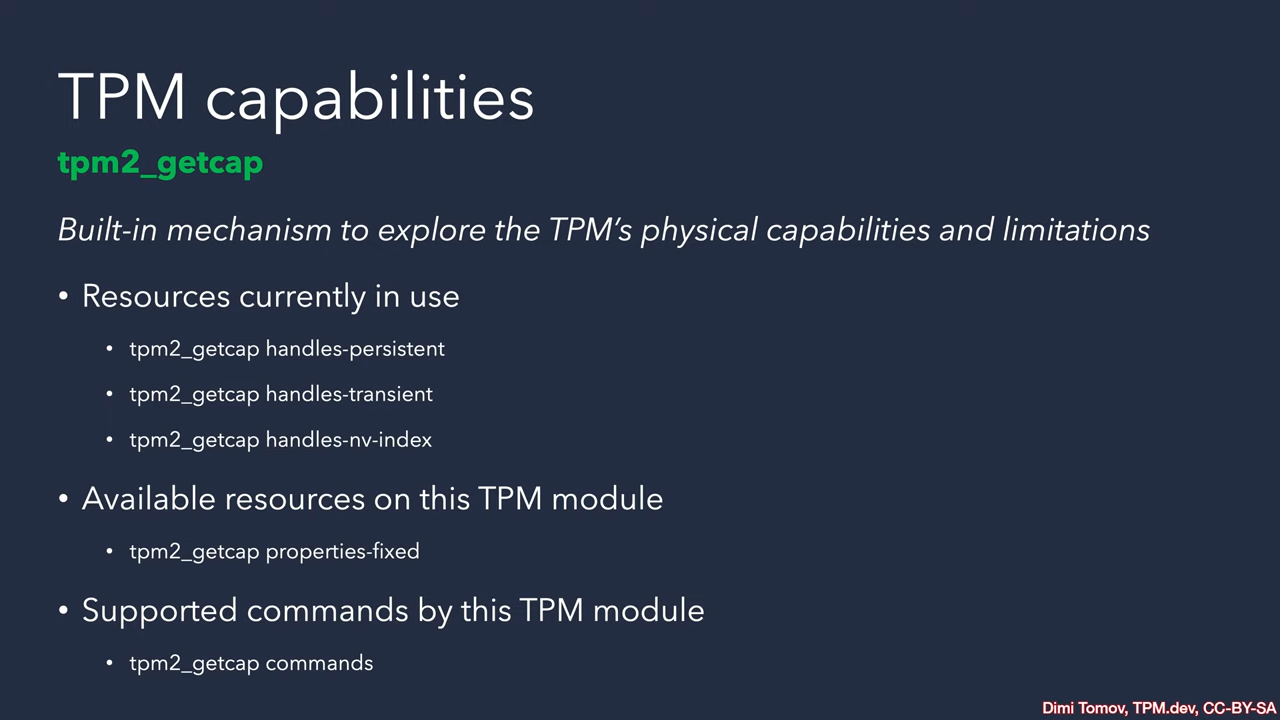 TPM capabilities
tpm2_getcap
Built-in mechanism to explore the TPM’s physical capabilities and limitations
• Resources currently in use
• tpm2_getcap handles-persistent
• tpm2_getcap handles-transient
• tpm2_getcap handles-nv-index
• Available resources on this TPM module
• tpm2_getcap properties-fixed
• Supported commands by this TPM module
• tpm2_getcap commands
Dimi Tomov, TPM.dev, CC-BY-SA